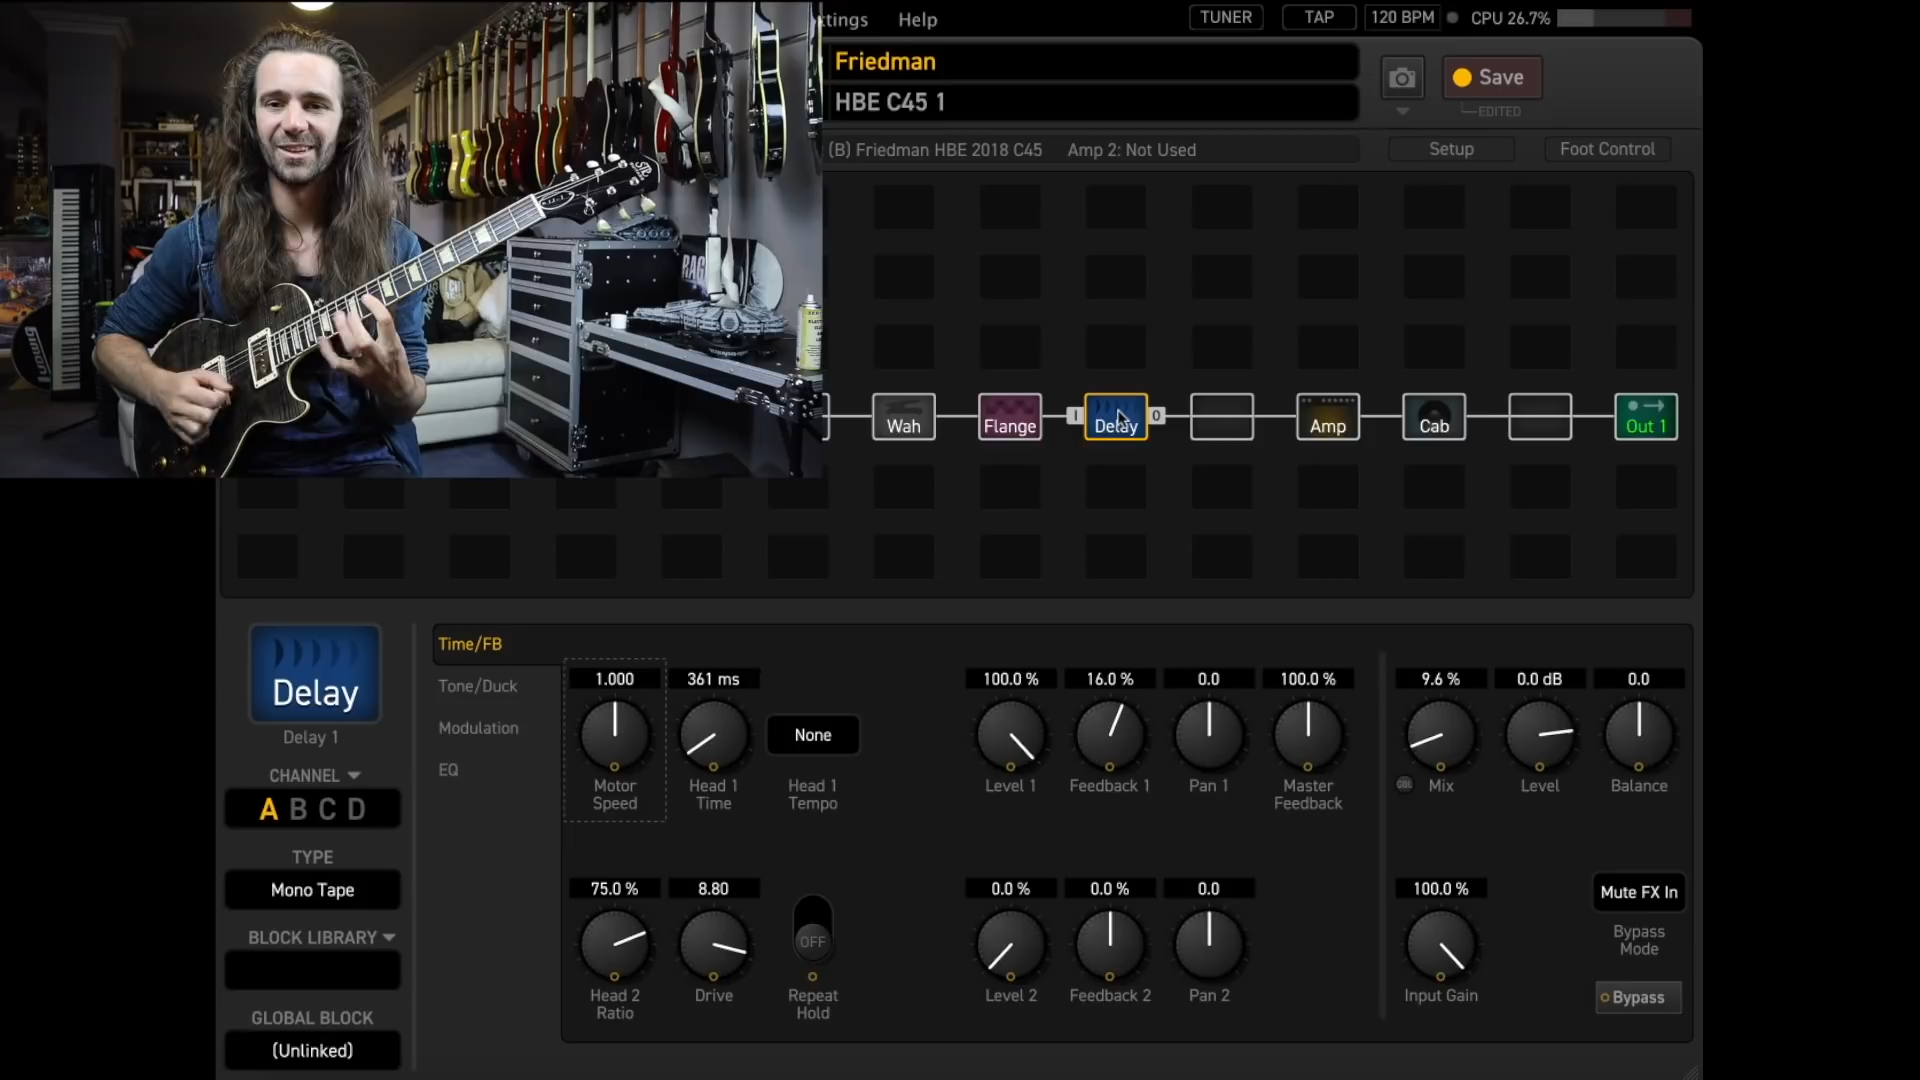 ttings Help
TUNER TAP 120 BPM CPU 26.7%
Friedman
HBE C45 1
Save
EDITED
(B) Friedman HBE 2018 C45 Amp 2: Not Used
Setup Foot Control
RAG
Wah Flange I Delay O Amp Cab Out 1
Delay
Delay 1
CHANNEL
A B C D
TYPE
Mono Tape
BLOCK LIBRARY
GLOBAL BLOCK
(Unlinked)
Time/FB
Tone/Duck
Modulation
EQ
1.000 361 ms 100.0 % 16.0 % 0.0 100.0 % 9.6 % 0.0 dB 0.0
None
Motor Speed Head 1 Time Head 1 Tempo Level 1 Feedback 1 Pan 1 Master Feedback GBL Mix Level Balance
75.0 % 8.80 0.0 % 0.0 % 0.0 100.0 % Mute FX In
OFF
Bypass Mode
Head 2 Ratio Drive Repeat Hold Level 2 Feedback 2 Pan 2 Input Gain Bypass